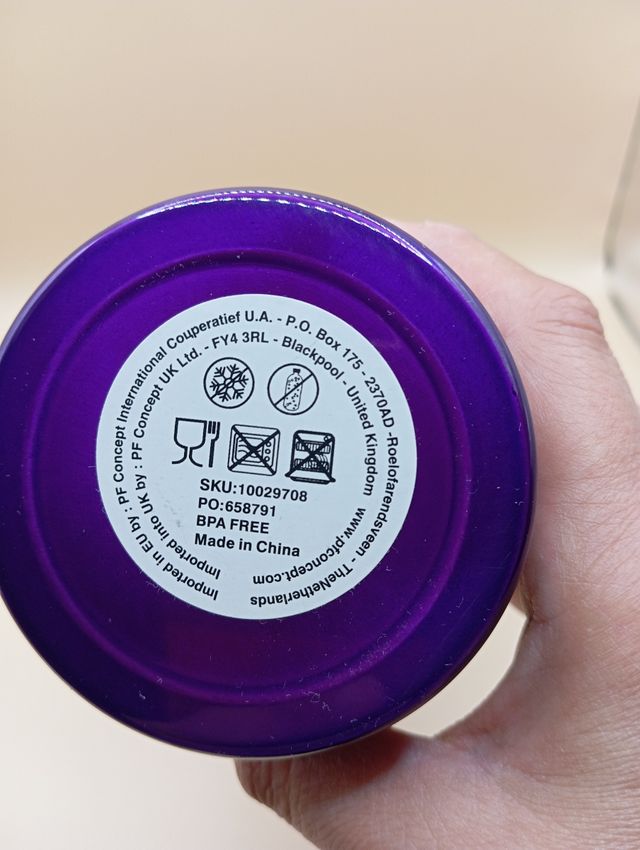 Imported in EU by : PF Concept International Couperatief U.A. - P.O. Box 175 - 2370AD -Roelofarendsveen - TheNetherlands
Imported into UK by : PF Concept UK Ltd. - FY4 3RL - Blackpool - United Kingdom www.pfconcept.com
SKU:10029708
PO:658791
BPA FREE
Made in China